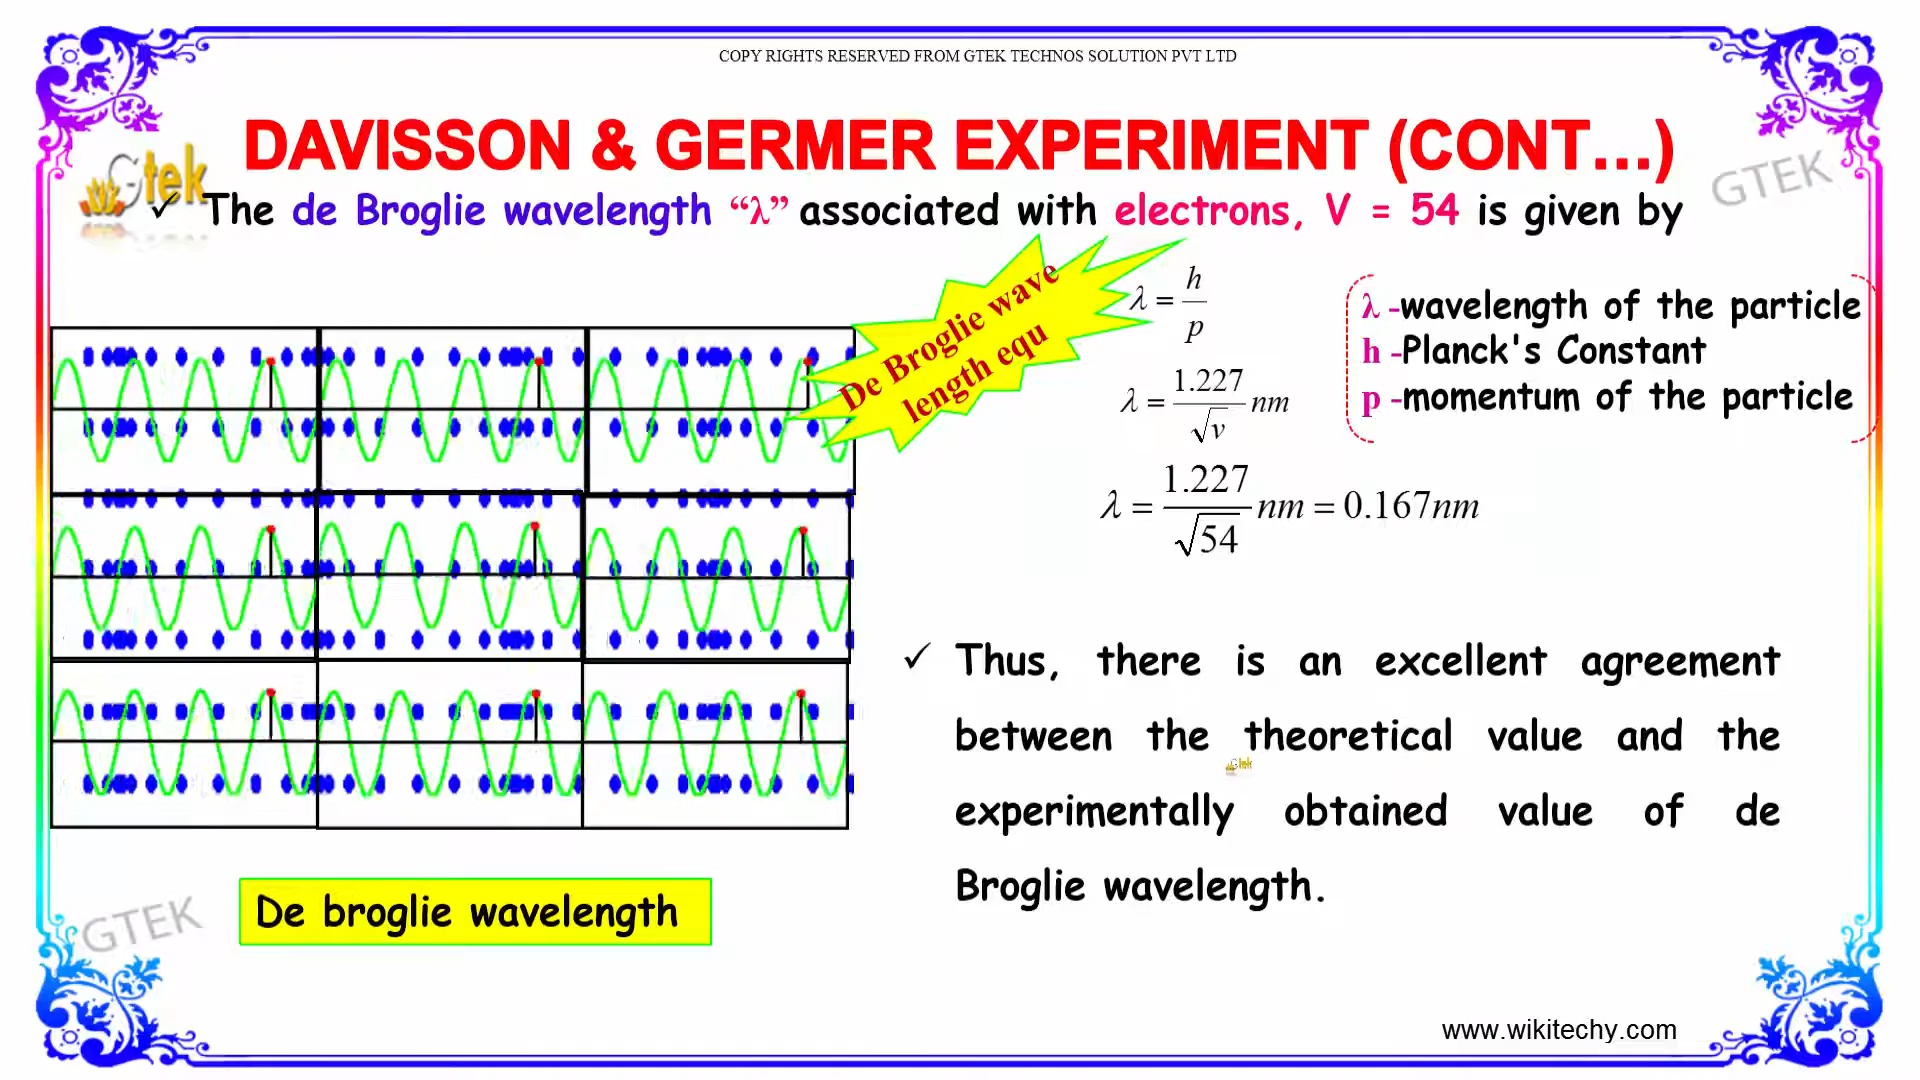 COPY RIGHTS RESERVED FROM GTEK TECHNOS SOLUTION PVT LTD
DAVISSON & GERMER EXPERIMENT (CONT…)
Gtek
GTEK
✓ The de Broglie wavelength “λ” associated with electrons, V = 54 is given by
De Broglie wave
length equ
λ = h/p
λ = 1.227/√v nm
λ = 1.227/√54 nm = 0.167nm
λ -wavelength of the particle
h -Planck's Constant
p -momentum of the particle
✓ Thus, there is an excellent agreement
between the theoretical value and the
Gtek
experimentally obtained value of de
Broglie wavelength.
De broglie wavelength
GTEK
www.wikitechy.com